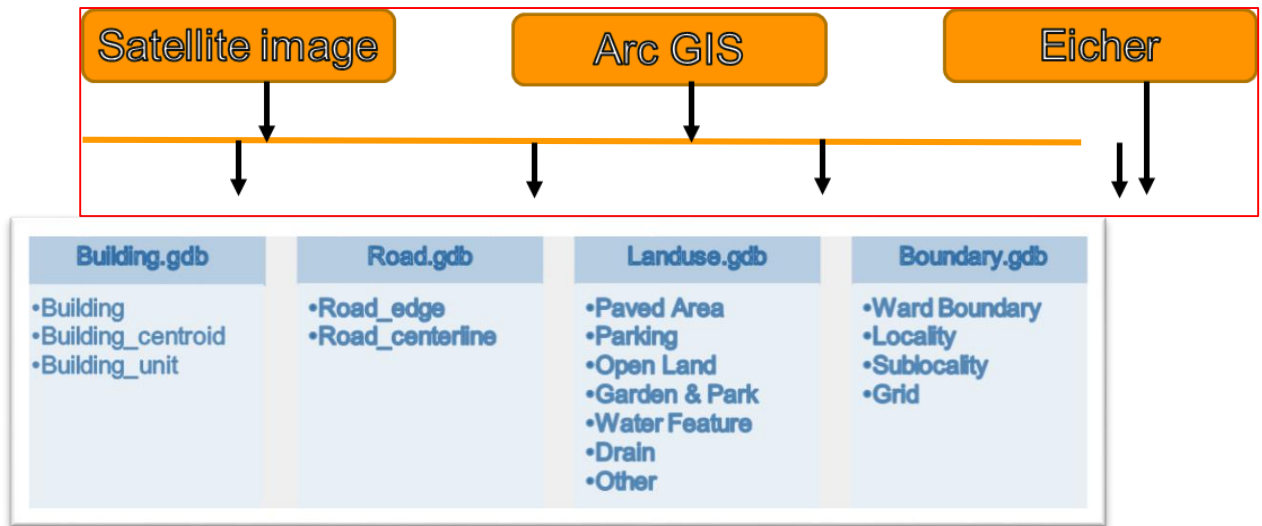 Satellite image
Arc GIS
Eicher
Building.gdb
•Building
•Building_centroid
•Building_unit
Road.gdb
•Road_edge
•Road_centerline
Landuse.gdb
•Paved Area
•Parking
•Open Land
•Garden & Park
•Water Feature
•Drain
•Other
Boundary.gdb
•Ward Boundary
•Locality
•Sublocality
•Grid